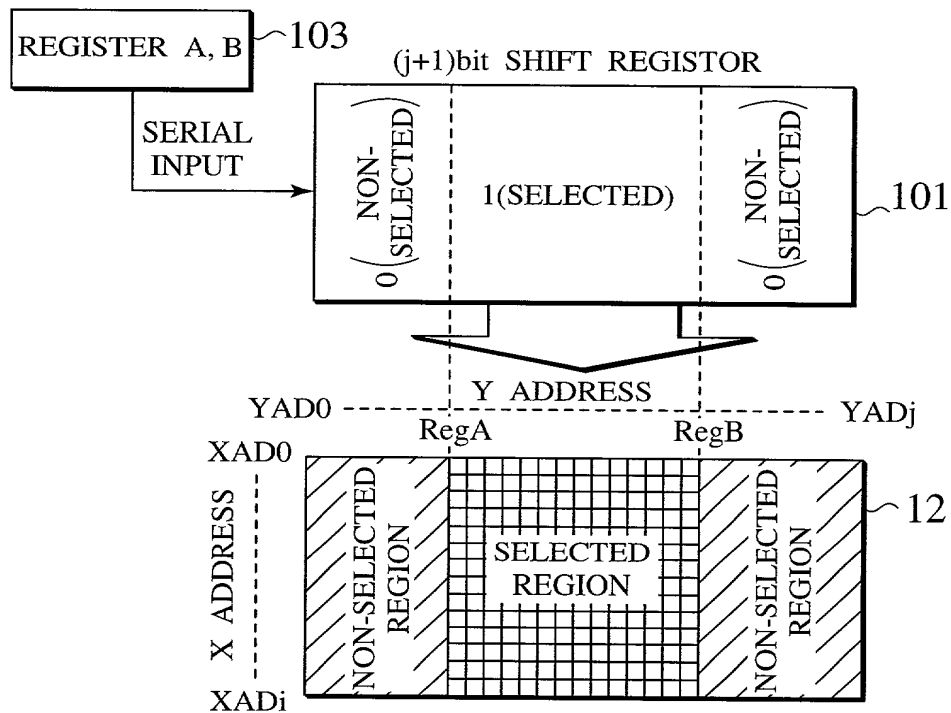 REGISTER A, B
103
(j+1)bit SHIFT REGISTOR
SERIAL
INPUT
0(NON-
SELECTED)
1(SELECTED)
0(NON-
SELECTED)
101
Y ADDRESS
YAD0
YADj
RegA
RegB
XAD0
X ADDRESS
XADi
NON-SELECTED
REGION
SELECTED
REGION
NON-SELECTED
REGION
12